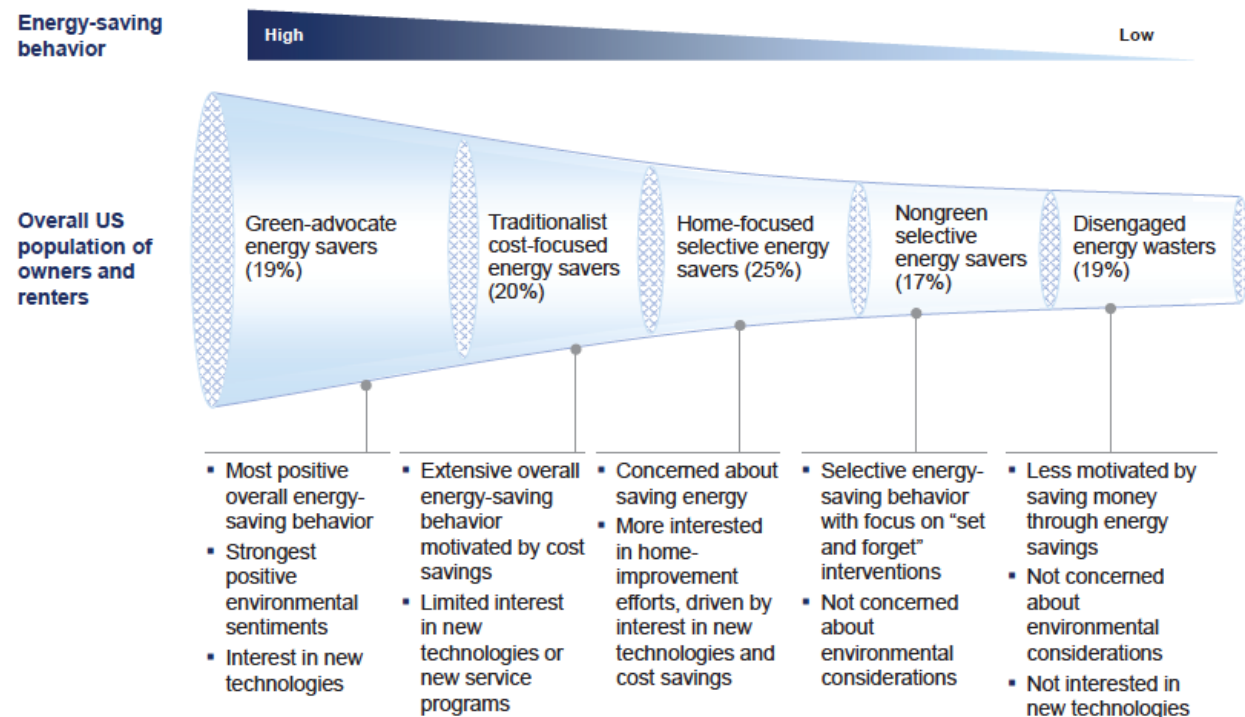 Energy-saving
behavior
High
Low
Overall US
population of
owners and
renters
Green-advocate
energy savers
(19%)
Traditionalist
cost-focused
energy savers
(20%)
Home-focused
selective energy
savers (25%)
Nongreen
selective
energy savers
(17%)
Disengaged
energy wasters
(19%)
▪ Most positive
overall energy-
saving behavior
▪ Strongest
positive
environmental
sentiments
▪ Interest in new
technologies
▪ Extensive overall
energy-saving
behavior
motivated by cost
savings
▪ Limited interest
in new
technologies or
new service
programs
▪ Concerned about
saving energy
▪ More interested
in home-
improvement
efforts, driven by
interest in new
technologies and
cost savings
▪ Selective energy-
saving behavior
with focus on “set
and forget”
interventions
▪ Not concerned
about
environmental
considerations
▪ Less motivated by
saving money
through energy
savings
▪ Not concerned
about
environmental
considerations
▪ Not interested in
new technologies